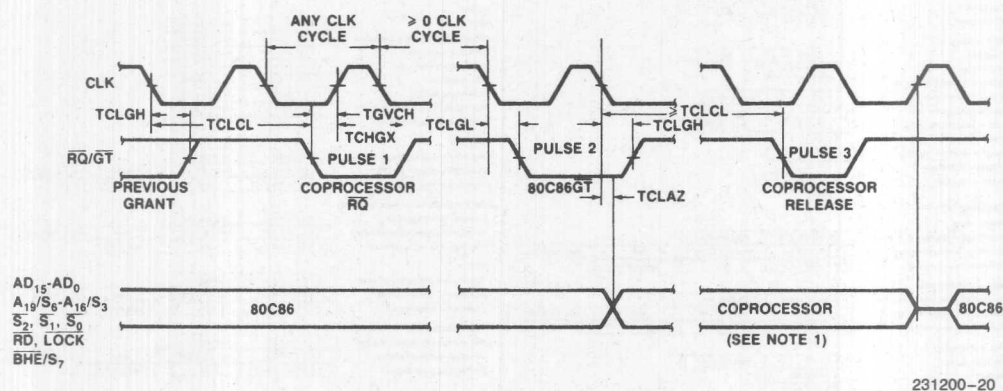 ANY CLK
CYCLE
≥ 0 CLK
CYCLE
CLK
TCLGH
TCLCL
TGVCH
TCHGX
TCLGL
≥ TCLCL
TCLGH
RQ/GT
PULSE 1
PULSE 2
PULSE 3
PREVIOUS
GRANT
COPROCESSOR
RQ
80C86GT
TCLAZ
COPROCESSOR
RELEASE
AD15-AD0
A19/S6-A16/S3
S2, S1, S0
RD, LOCK
BHE/S7
80C86
COPROCESSOR
(SEE NOTE 1)
80C86
231200-20